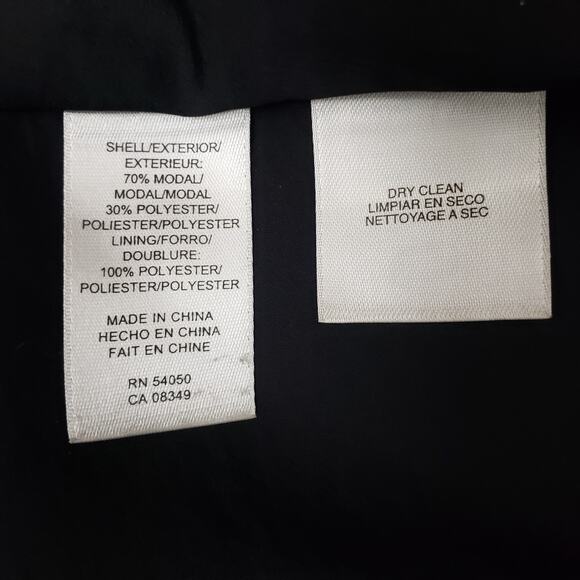 SHELL/EXTERIOR/
EXTERIEUR:
70% MODAL/
MODAL/MODAL
30% POLYESTER/
POLIESTER/POLYESTER
LINING/FORRO/
DOUBLURE:
100% POLYESTER/
POLIESTER/POLYESTER
MADE IN CHINA
HECHO EN CHINA
FAIT EN CHINE
RN 54050
CA 08349
DRY CLEAN
LIMPIAR EN SECO
NETTOYAGE A SEC